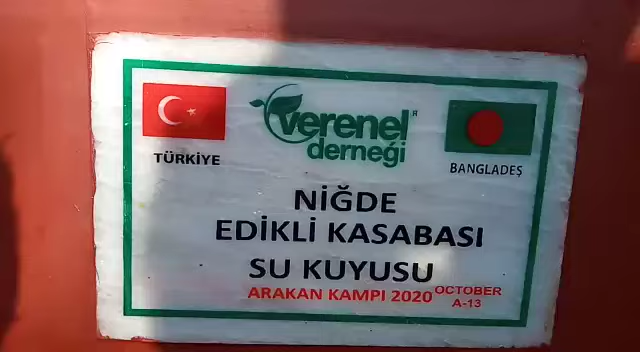 verenel®
derneği
TÜRKİYE
BANGLADEŞ
NİĞDE
EDİKLİ KASABASI
SU KUYUSU
ARAKAN KAMPI 2020 OCTOBER
A-13